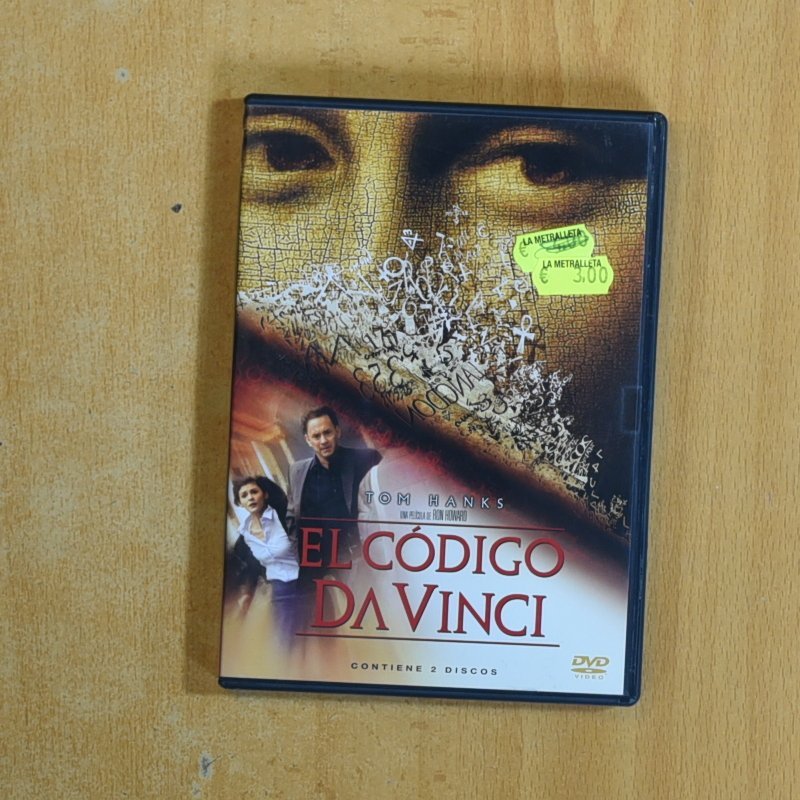 LA METRALLETA
€
LA METRALLETA
€ 3,00
TOM HANKS
UNA PELÍCULA DE RON HOWARD
EL CÓDIGO
DA VINCI
CONTIENE 2 DISCOS
DVD
VIDEO